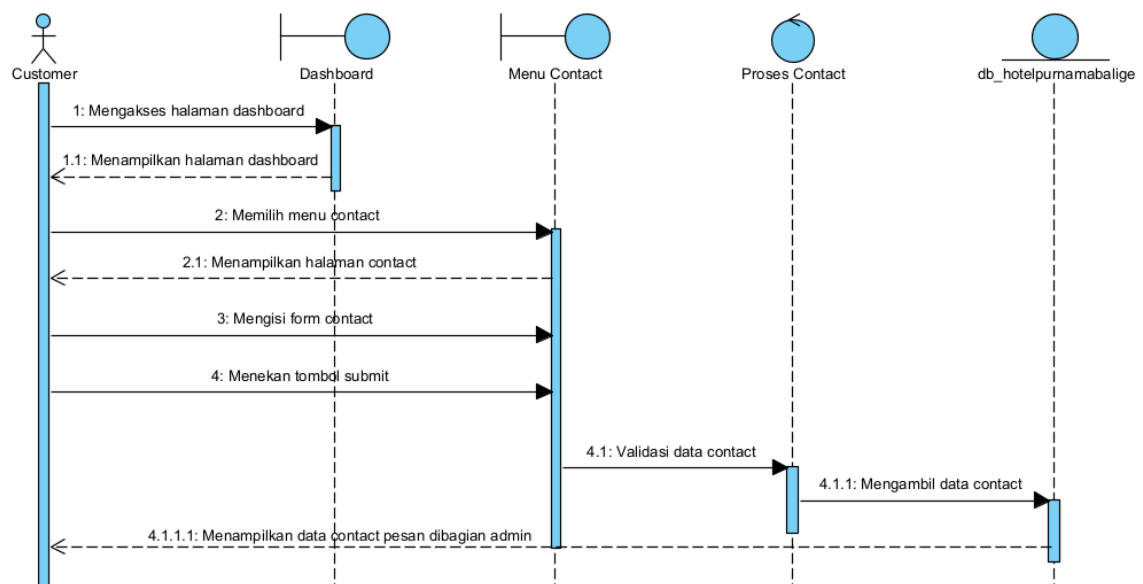 Customer
Dashboard
Menu Contact
Proses Contact
db_hotelpurnamabalige
1: Mengakses halaman dashboard
1.1: Menampilkan halaman dashboard
2: Memilih menu contact
2.1: Menampilkan halaman contact
3: Mengisi form contact
4: Menekan tombol submit
4.1: Validasi data contact
4.1.1: Mengambil data contact
4.1.1.1: Menampilkan data contact pesan dibagian admin